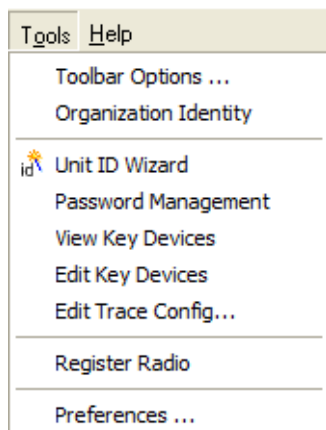 Tools Help
Toolbar Options ...
Organization Identity
id Unit ID Wizard
Password Management
View Key Devices
Edit Key Devices
Edit Trace Config...
Register Radio
Preferences ...